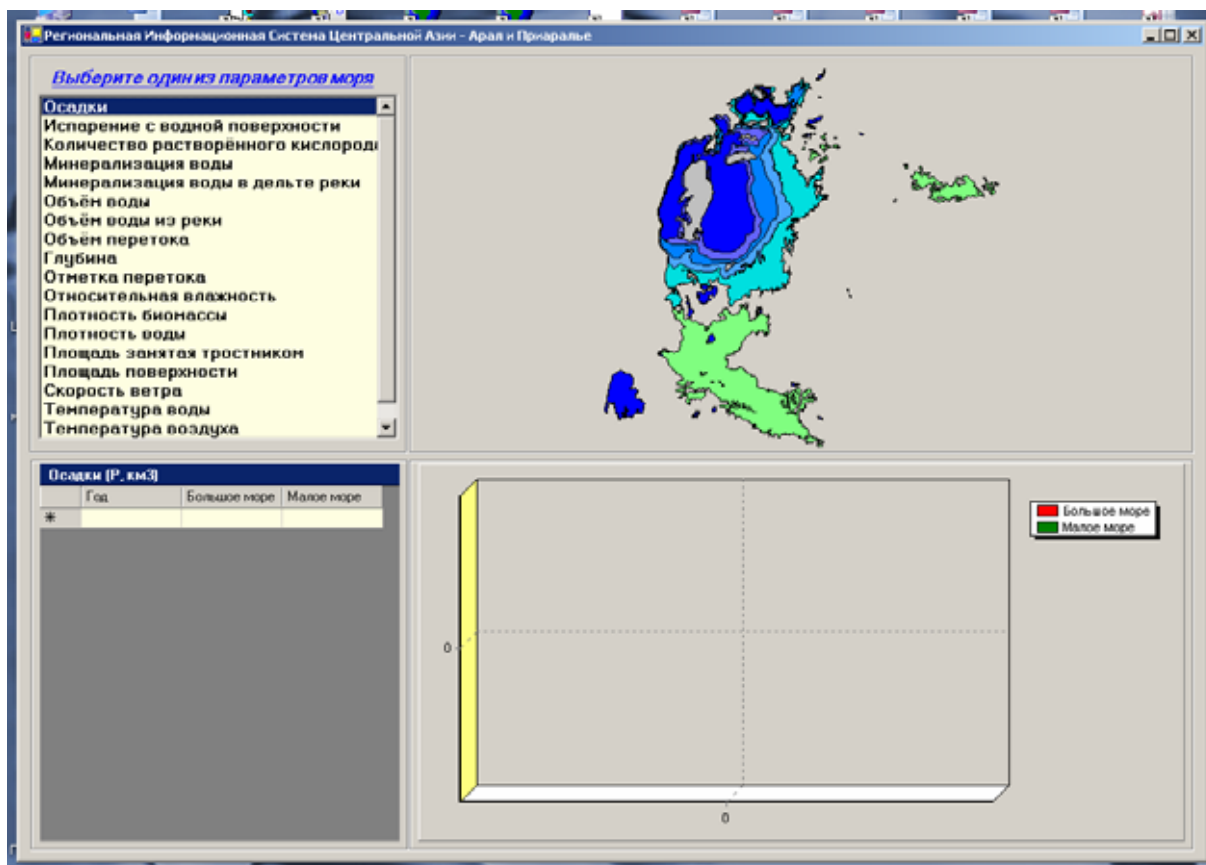 Региональная Информационная Система Центральной Азии - Арал и Приаралье
Выберите один из параметров моря
Осадки
Испарение с водной поверхности
Количество растворённого кислорода
Минерализация воды
Минерализация воды в дельте реки
Объём воды
Объём воды из реки
Объём перетока
Глубина
Отметка перетока
Относительная влажность
Плотность биомассы
Плотность воды
Площадь занятая тростником
Площадь поверхности
Скорость ветра
Температура воды
Температура воздуха
Осадки (P, км3)
Год Большое море Малое море
*
Большое море
Малое море
0
0